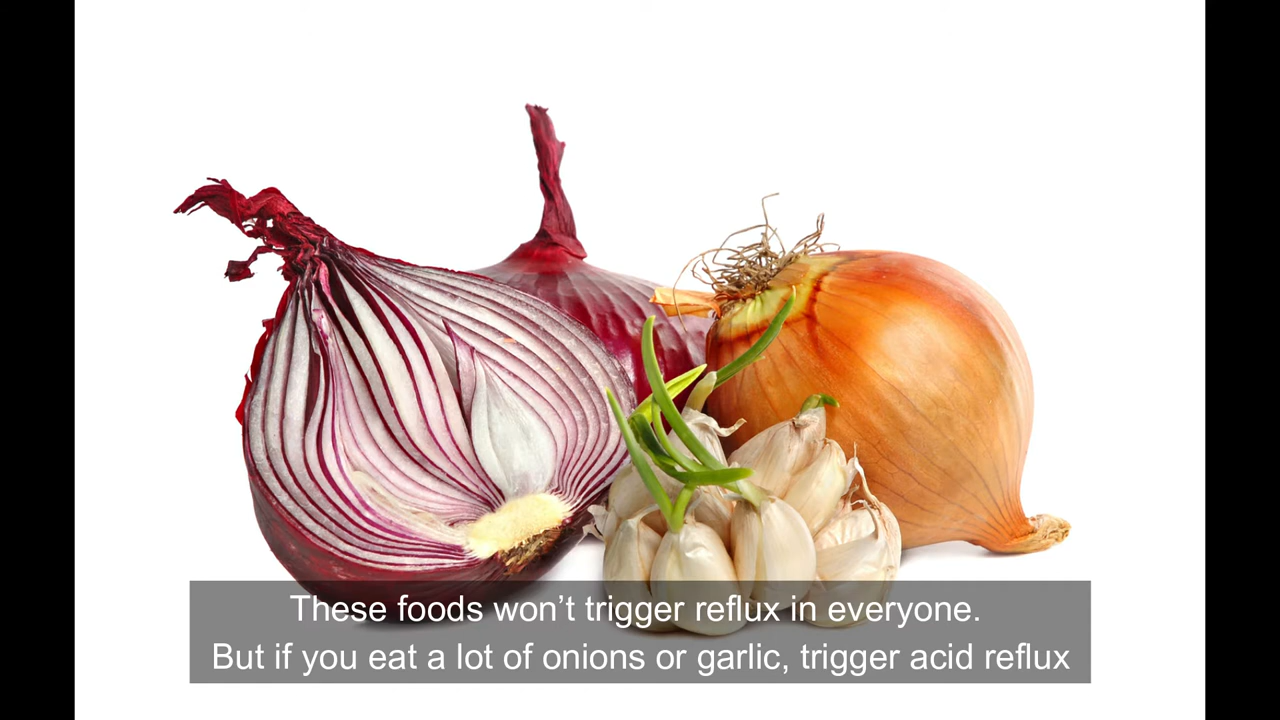 These foods won’t trigger reflux in everyone.
But if you eat a lot of onions or garlic, trigger acid reflux